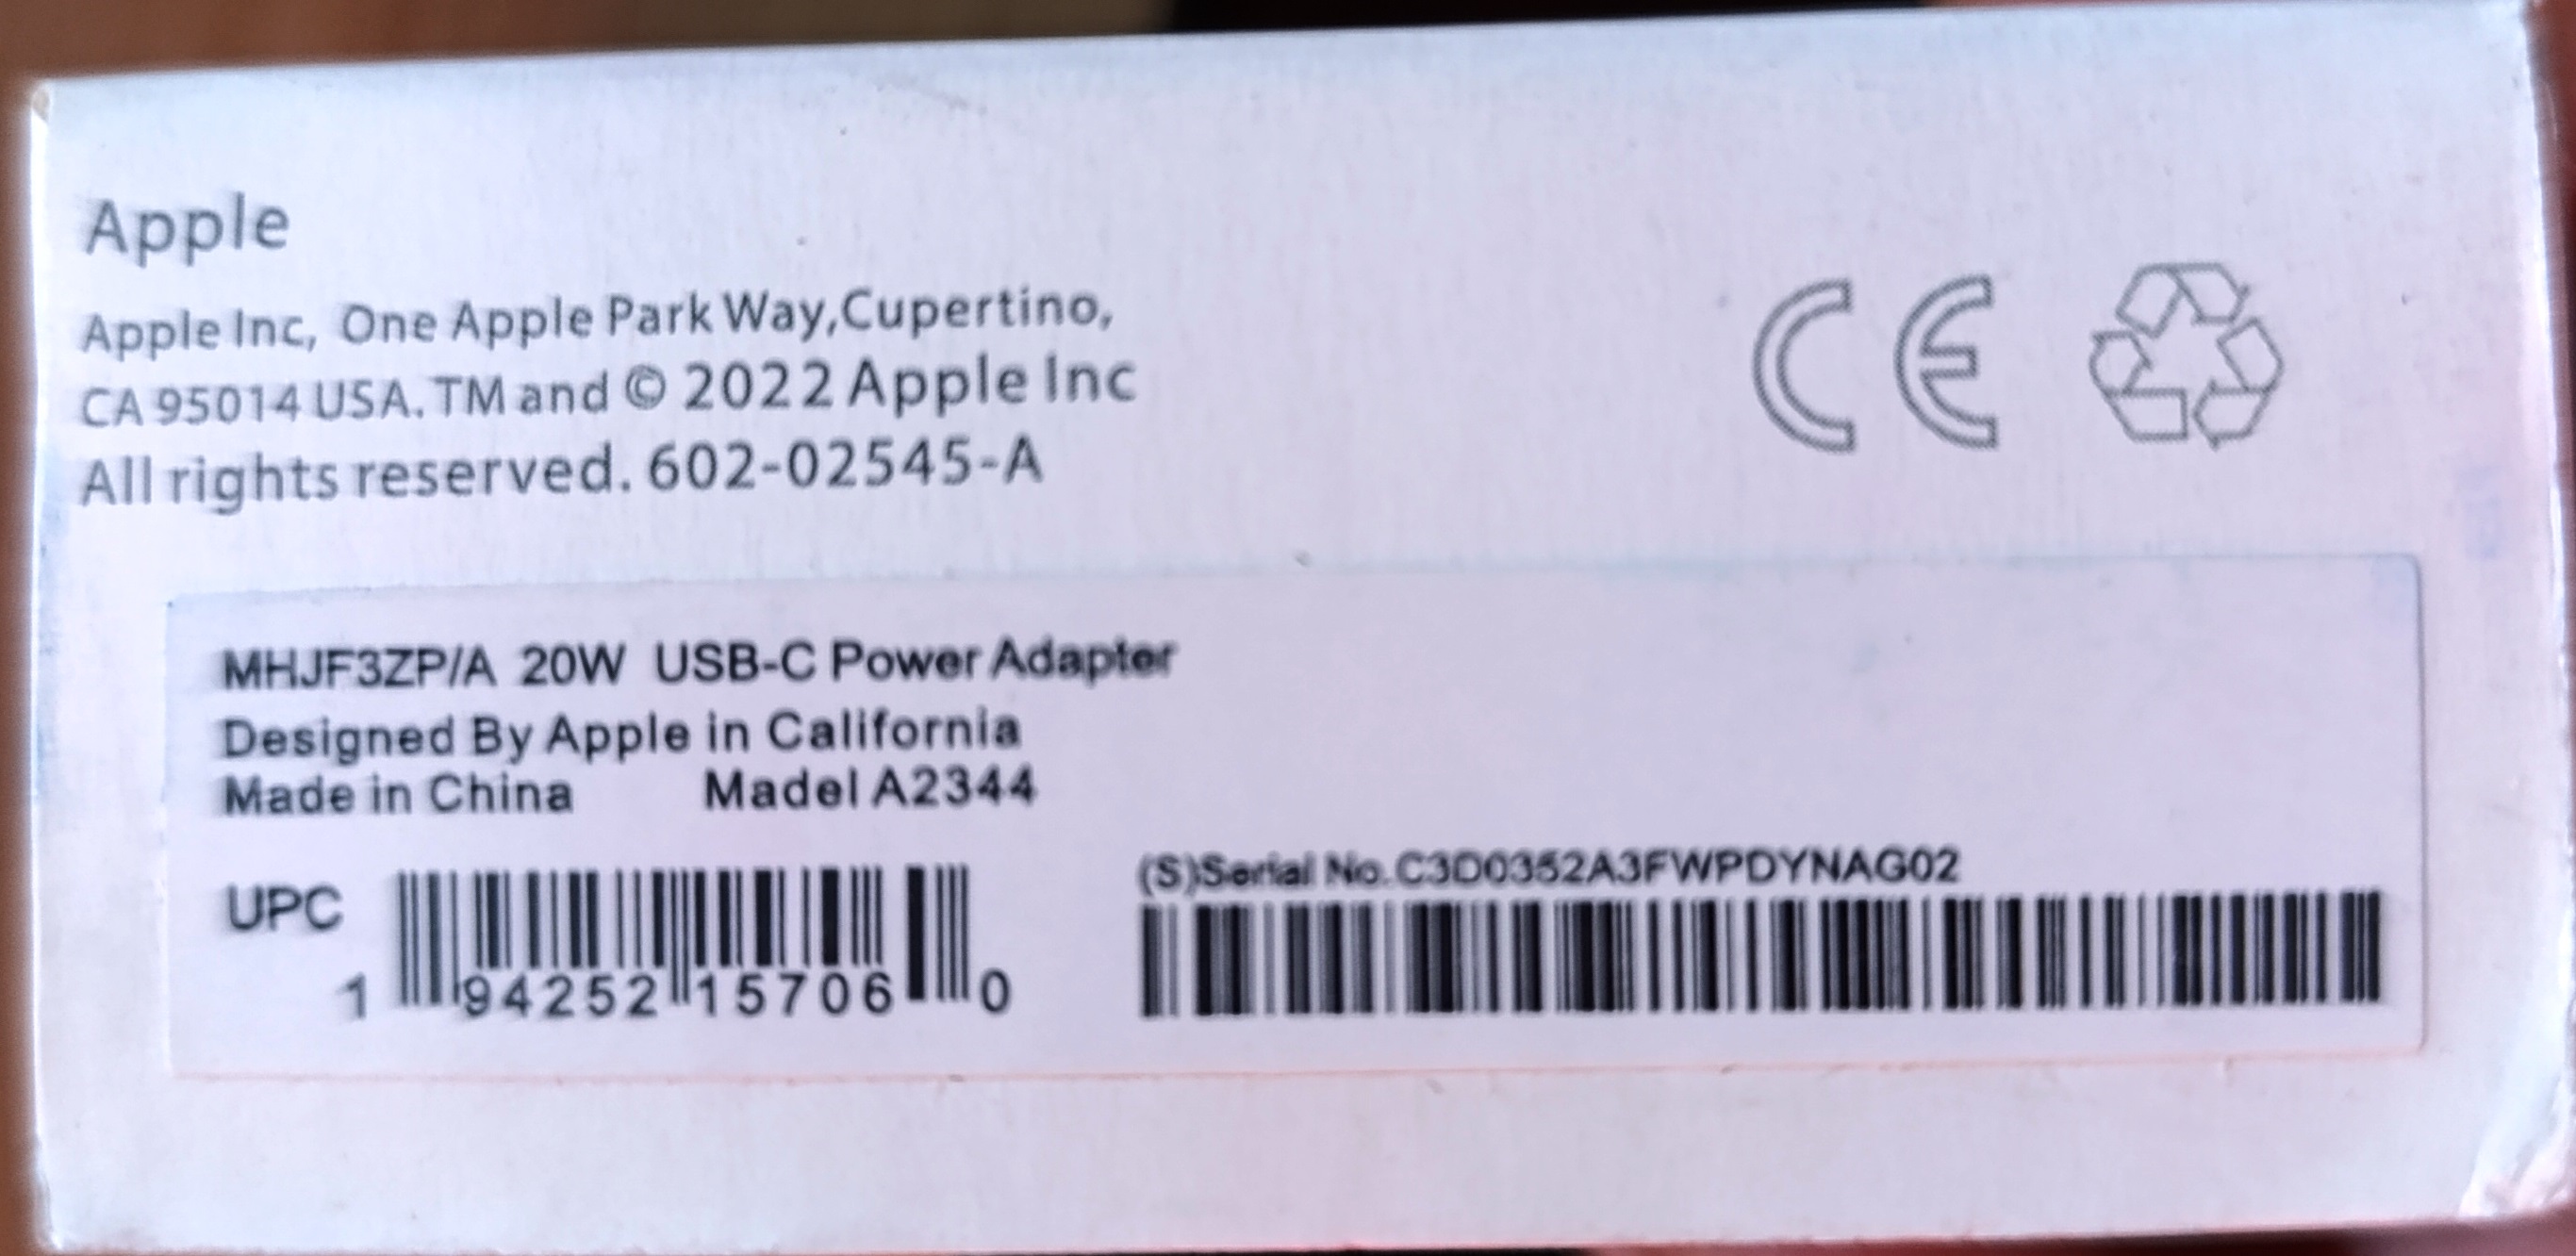 Apple
Apple Inc, One Apple Park Way,Cupertino,
CA 95014 USA. TM and © 2022 Apple Inc
All rights reserved. 602-02545-A
CE
MHJF3ZP/A 20W USB-C Power Adapter
Designed By Apple in California
Made in China Madel A2344
(S)Serial No.C3D0352A3FWPDYNAG02
UPC
1 94252 15706 0